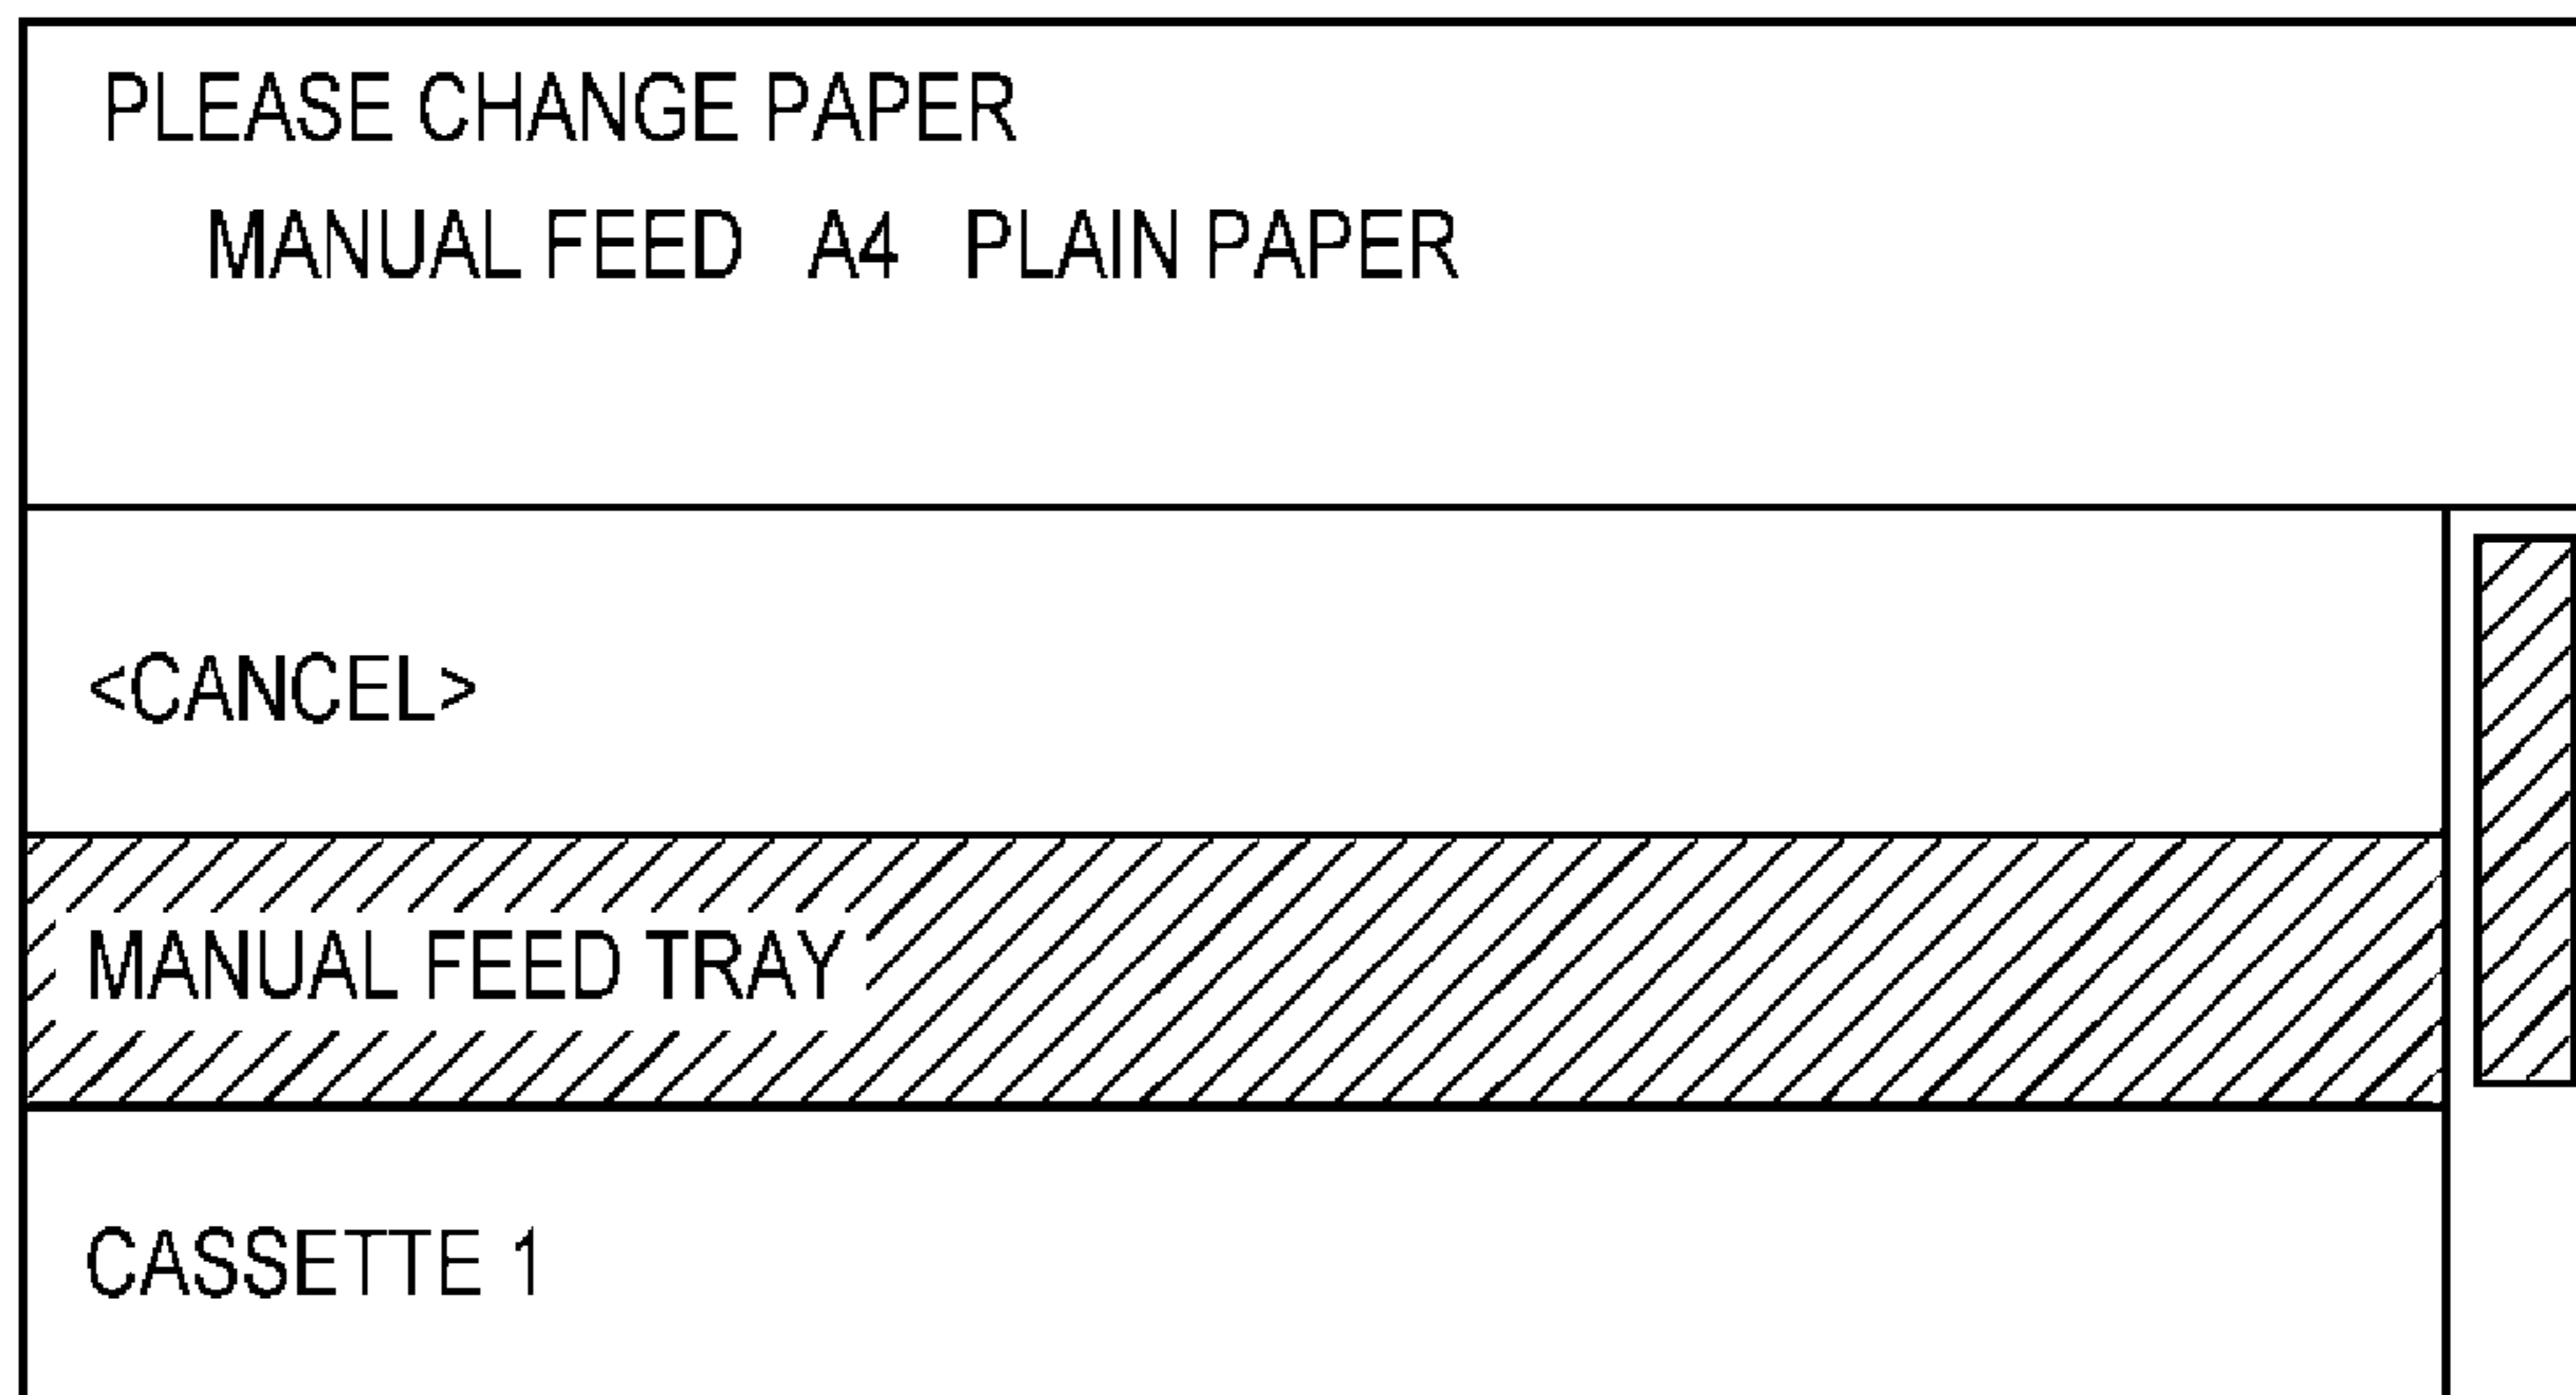 PLEASE CHANGE PAPER
MANUAL FEED A4 PLAIN PAPER
<CANCEL>
MANUAL FEED TRAY
CASSETTE 1